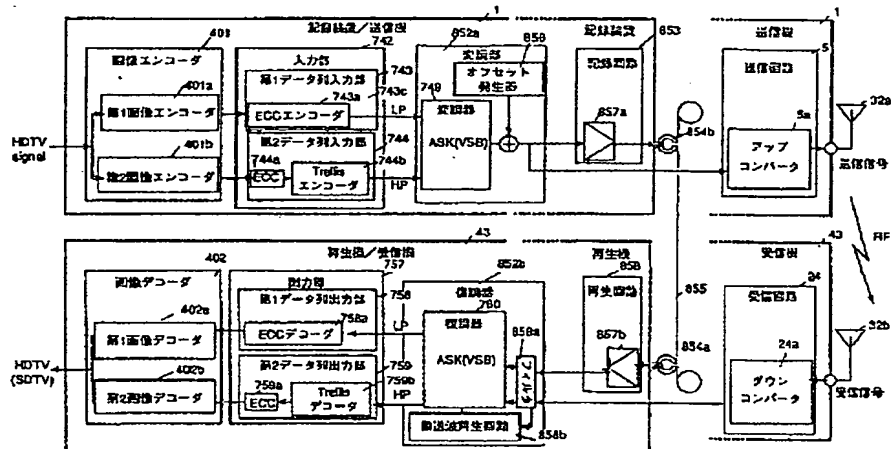 記録装置/送信機
1
画像エンコーダ
401
401a
第1画像エンコーダ
401b
第2画像エンコーダ
HDTV
signal
入力部
742
第1データ列入力部
743
743a
743c
ECCエンコーダ
LP
第2データ列入力部
744
744a
744b
ECC
Trellis
エンコーダ
HP
852a
変調部
オフセット
発生器
749
変調器
ASK(VSB)
記録装置
853
記録回路
857a
854b
送信機
1
送信回路
5
5a
アップ
コンバータ
32a
送信信号
RF
再生機/受信機
43
画像デコーダ
402
402a
第1画像デコーダ
402b
第2画像デコーダ
HDTV
(SDTV)
出力部
757
第1データ列出力部
758
758a
ECCデコーダ
LP
第2データ列出力部
759
759a
759b
ECC
Trellis
デコーダ
HP
復調器
760
復調器
ASK(VSB)
858a
フィルタ
搬送波再生回路
858b
再生機
再生回路
857b
854a
855
受信機
43
受信回路
24
24a
ダウン
コンバータ
32b
受信信号